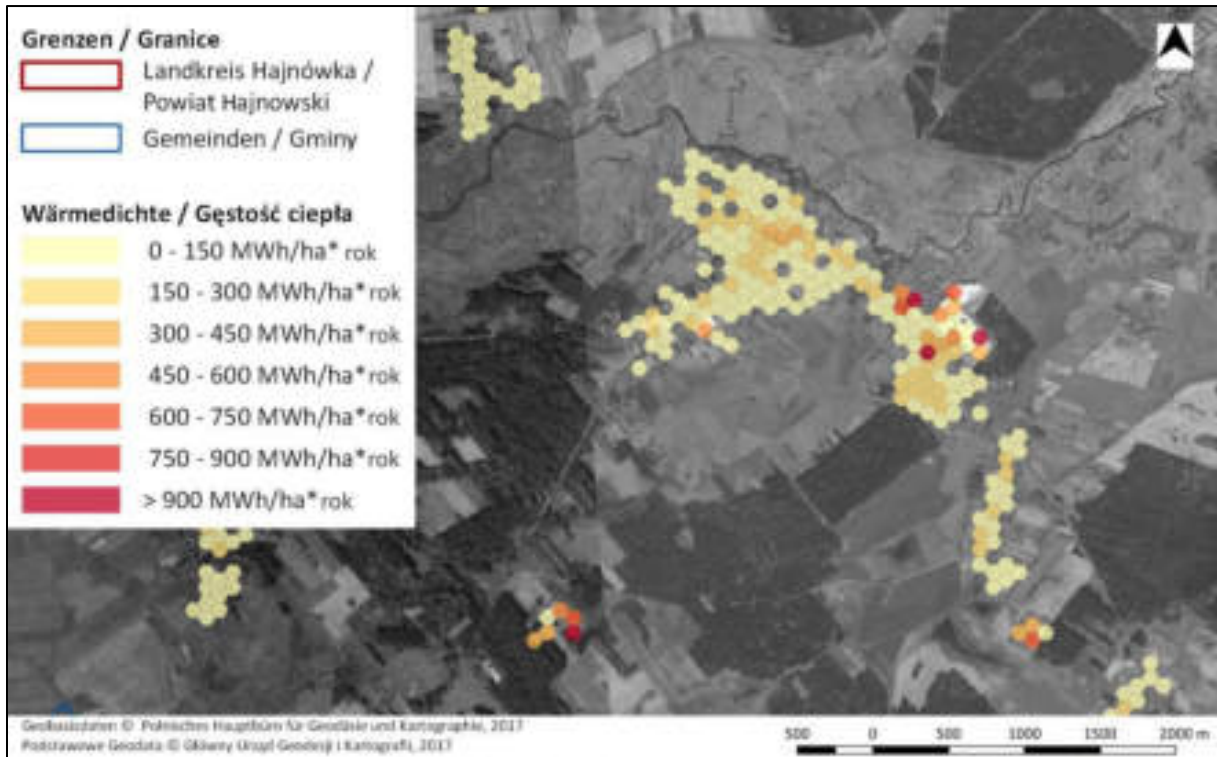 Grenzen / Granice
Landkreis Hajnówka /
Powiat Hajnowski
Gemeinden / Gminy
Wärmedichte / Gęstość ciepła
0 - 150 MWh/ha* rok
150 - 300 MWh/ha* rok
300 - 450 MWh/ha* rok
450 - 600 MWh/ha* rok
600 - 750 MWh/ha* rok
750 - 900 MWh/ha* rok
> 900 MWh/ha* rok
Geobasisdaten © Polnisches Hauptbüro für Geodäsie und Kartographie, 2017
Podstawowe Geodata © Główny Urząd Geodezji i Kartografii, 2017
500 0 500 1000 1500 2000 m